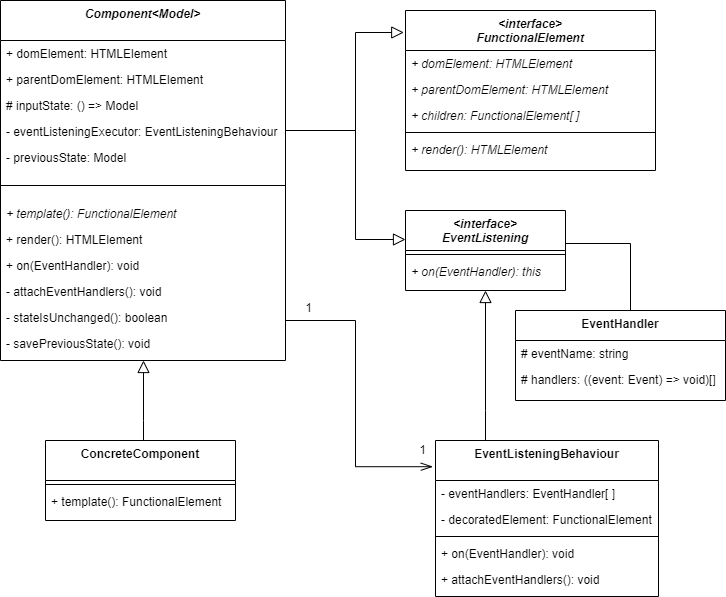 Component<Model>
+ domElement: HTMLElement
+ parentDomElement: HTMLElement
# inputState: () => Model
- eventListeningExecutor: EventListeningBehaviour
- previousState: Model
+ template(): FunctionalElement
+ render(): HTMLElement
+ on(EventHandler): void
- attachEventHandlers(): void
- stateIsUnchanged(): boolean
- savePreviousState(): void
<interface>
FunctionalElement
+ domElement: HTMLElement
+ parentDomElement: HTMLElement
+ children: FunctionalElement[ ]
+ render(): HTMLElement
<interface>
EventListening
+ on(EventHandler): this
EventHandler
# eventName: string
# handlers: ((event: Event) => void)[]
1
1
ConcreteComponent
+ template(): FunctionalElement
EventListeningBehaviour
- eventHandlers: EventHandler[ ]
- decoratedElement: FunctionalElement
+ on(EventHandler): void
+ attachEventHandlers(): void